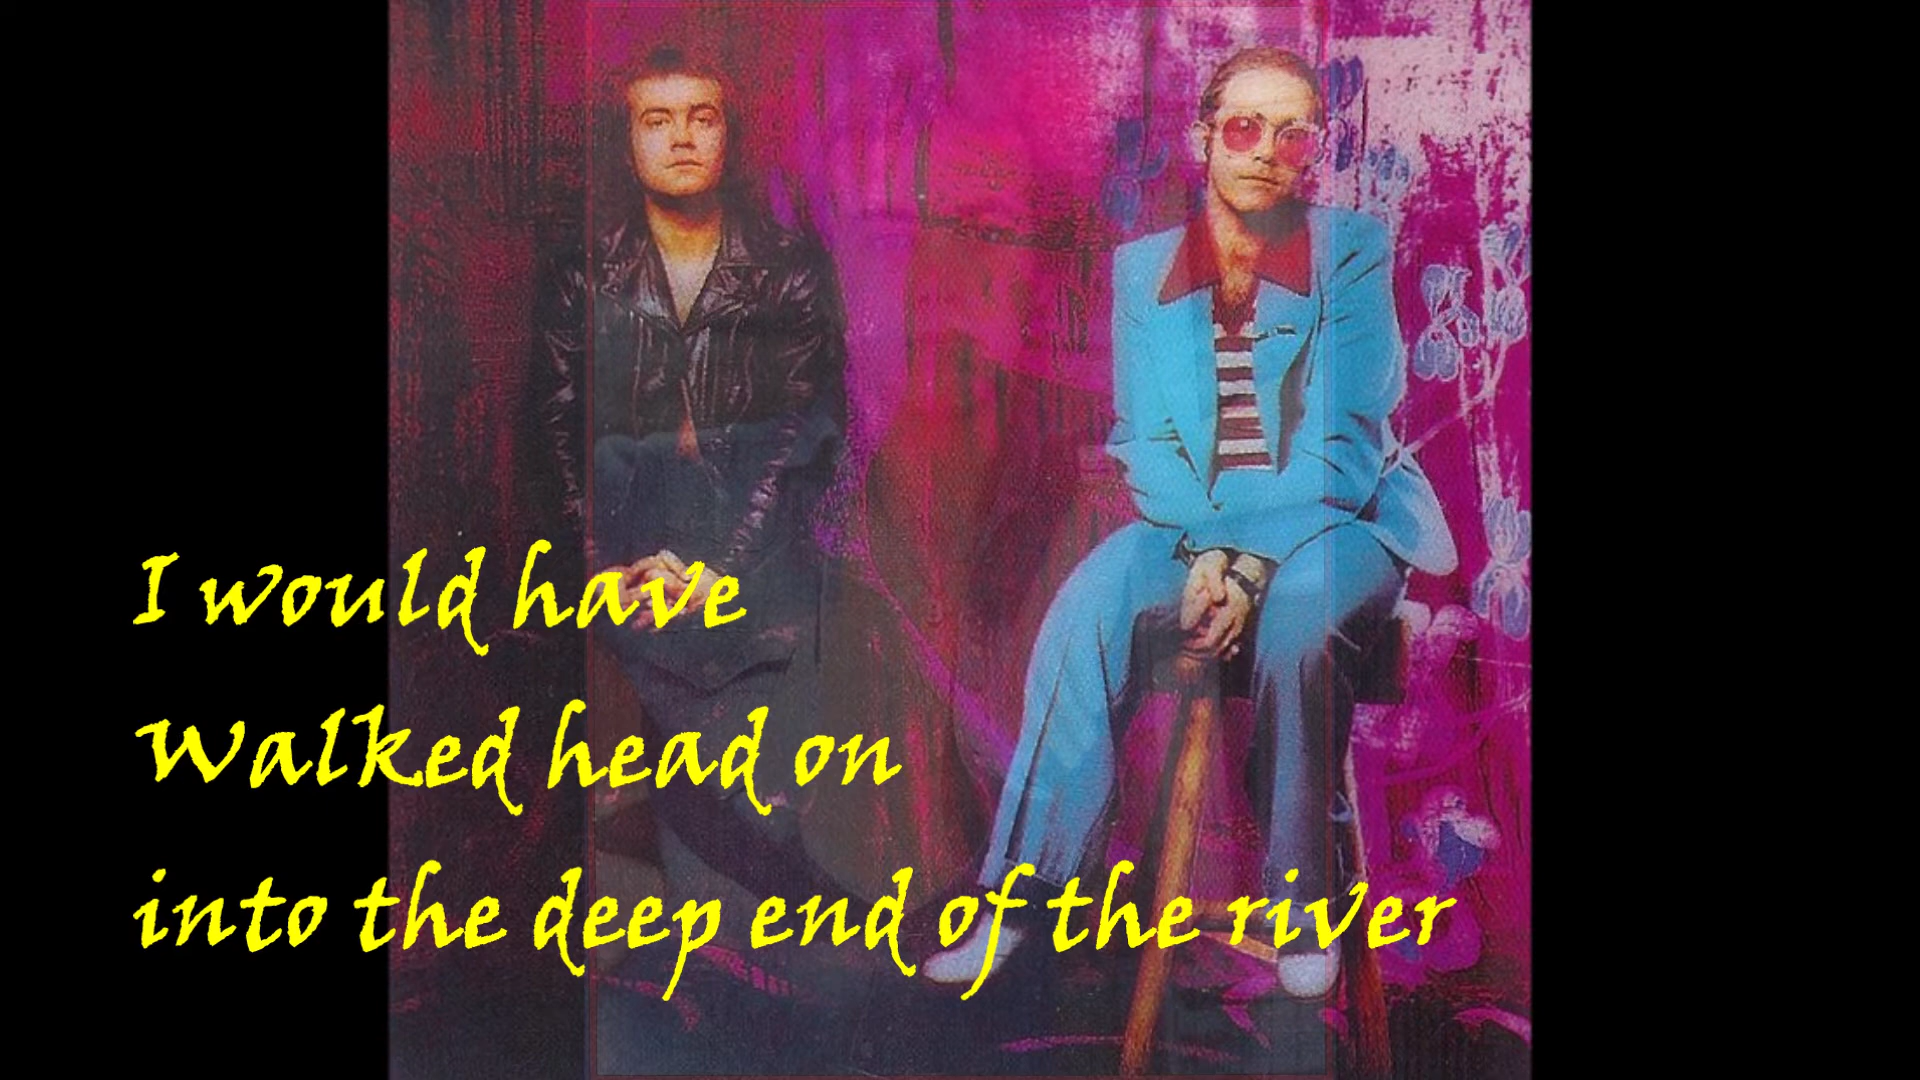 I would have
Walked head on
into the deep end of the river